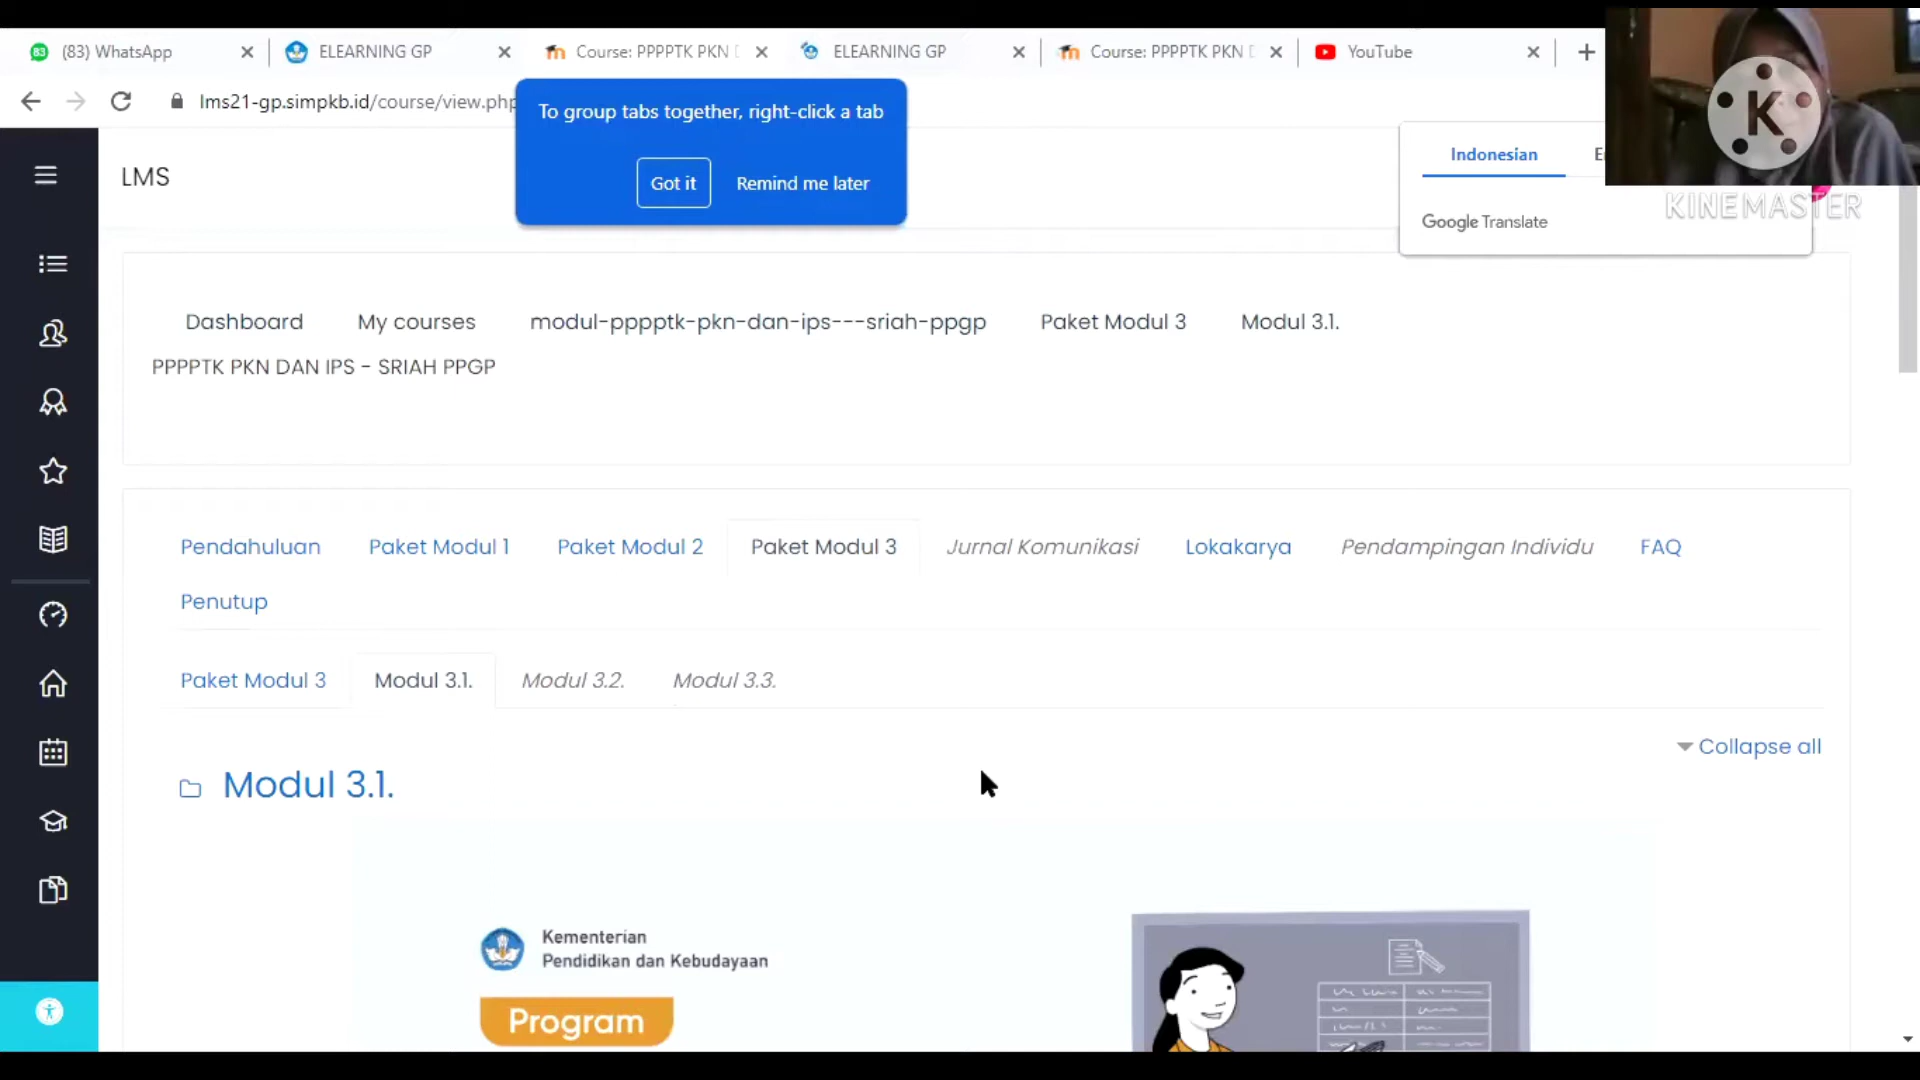 83 (83) WhatsApp
ELEARNING GP
Course: PPPPTK PKN D
ELEARNING GP
Course: PPPPTK PKN D
YouTube
lms21-gp.simpkb.id/course/view.php
To group tabs together, right-click a tab
Got it
Remind me later
Indonesian
Google Translate
K
KINEMASTER
LMS
Dashboard
My courses
modul-pppptk-pkn-dan-ips---sriah-ppgp
Paket Modul 3
Modul 3.1.
PPPPTK PKN DAN IPS - SRIAH PPGP
Pendahuluan
Paket Modul 1
Paket Modul 2
Paket Modul 3
Jurnal Komunikasi
Lokakarya
Pendampingan Individu
FAQ
Penutup
Paket Modul 3
Modul 3.1.
Modul 3.2.
Modul 3.3.
Collapse all
Modul 3.1.
Kementerian
Pendidikan dan Kebudayaan
Program